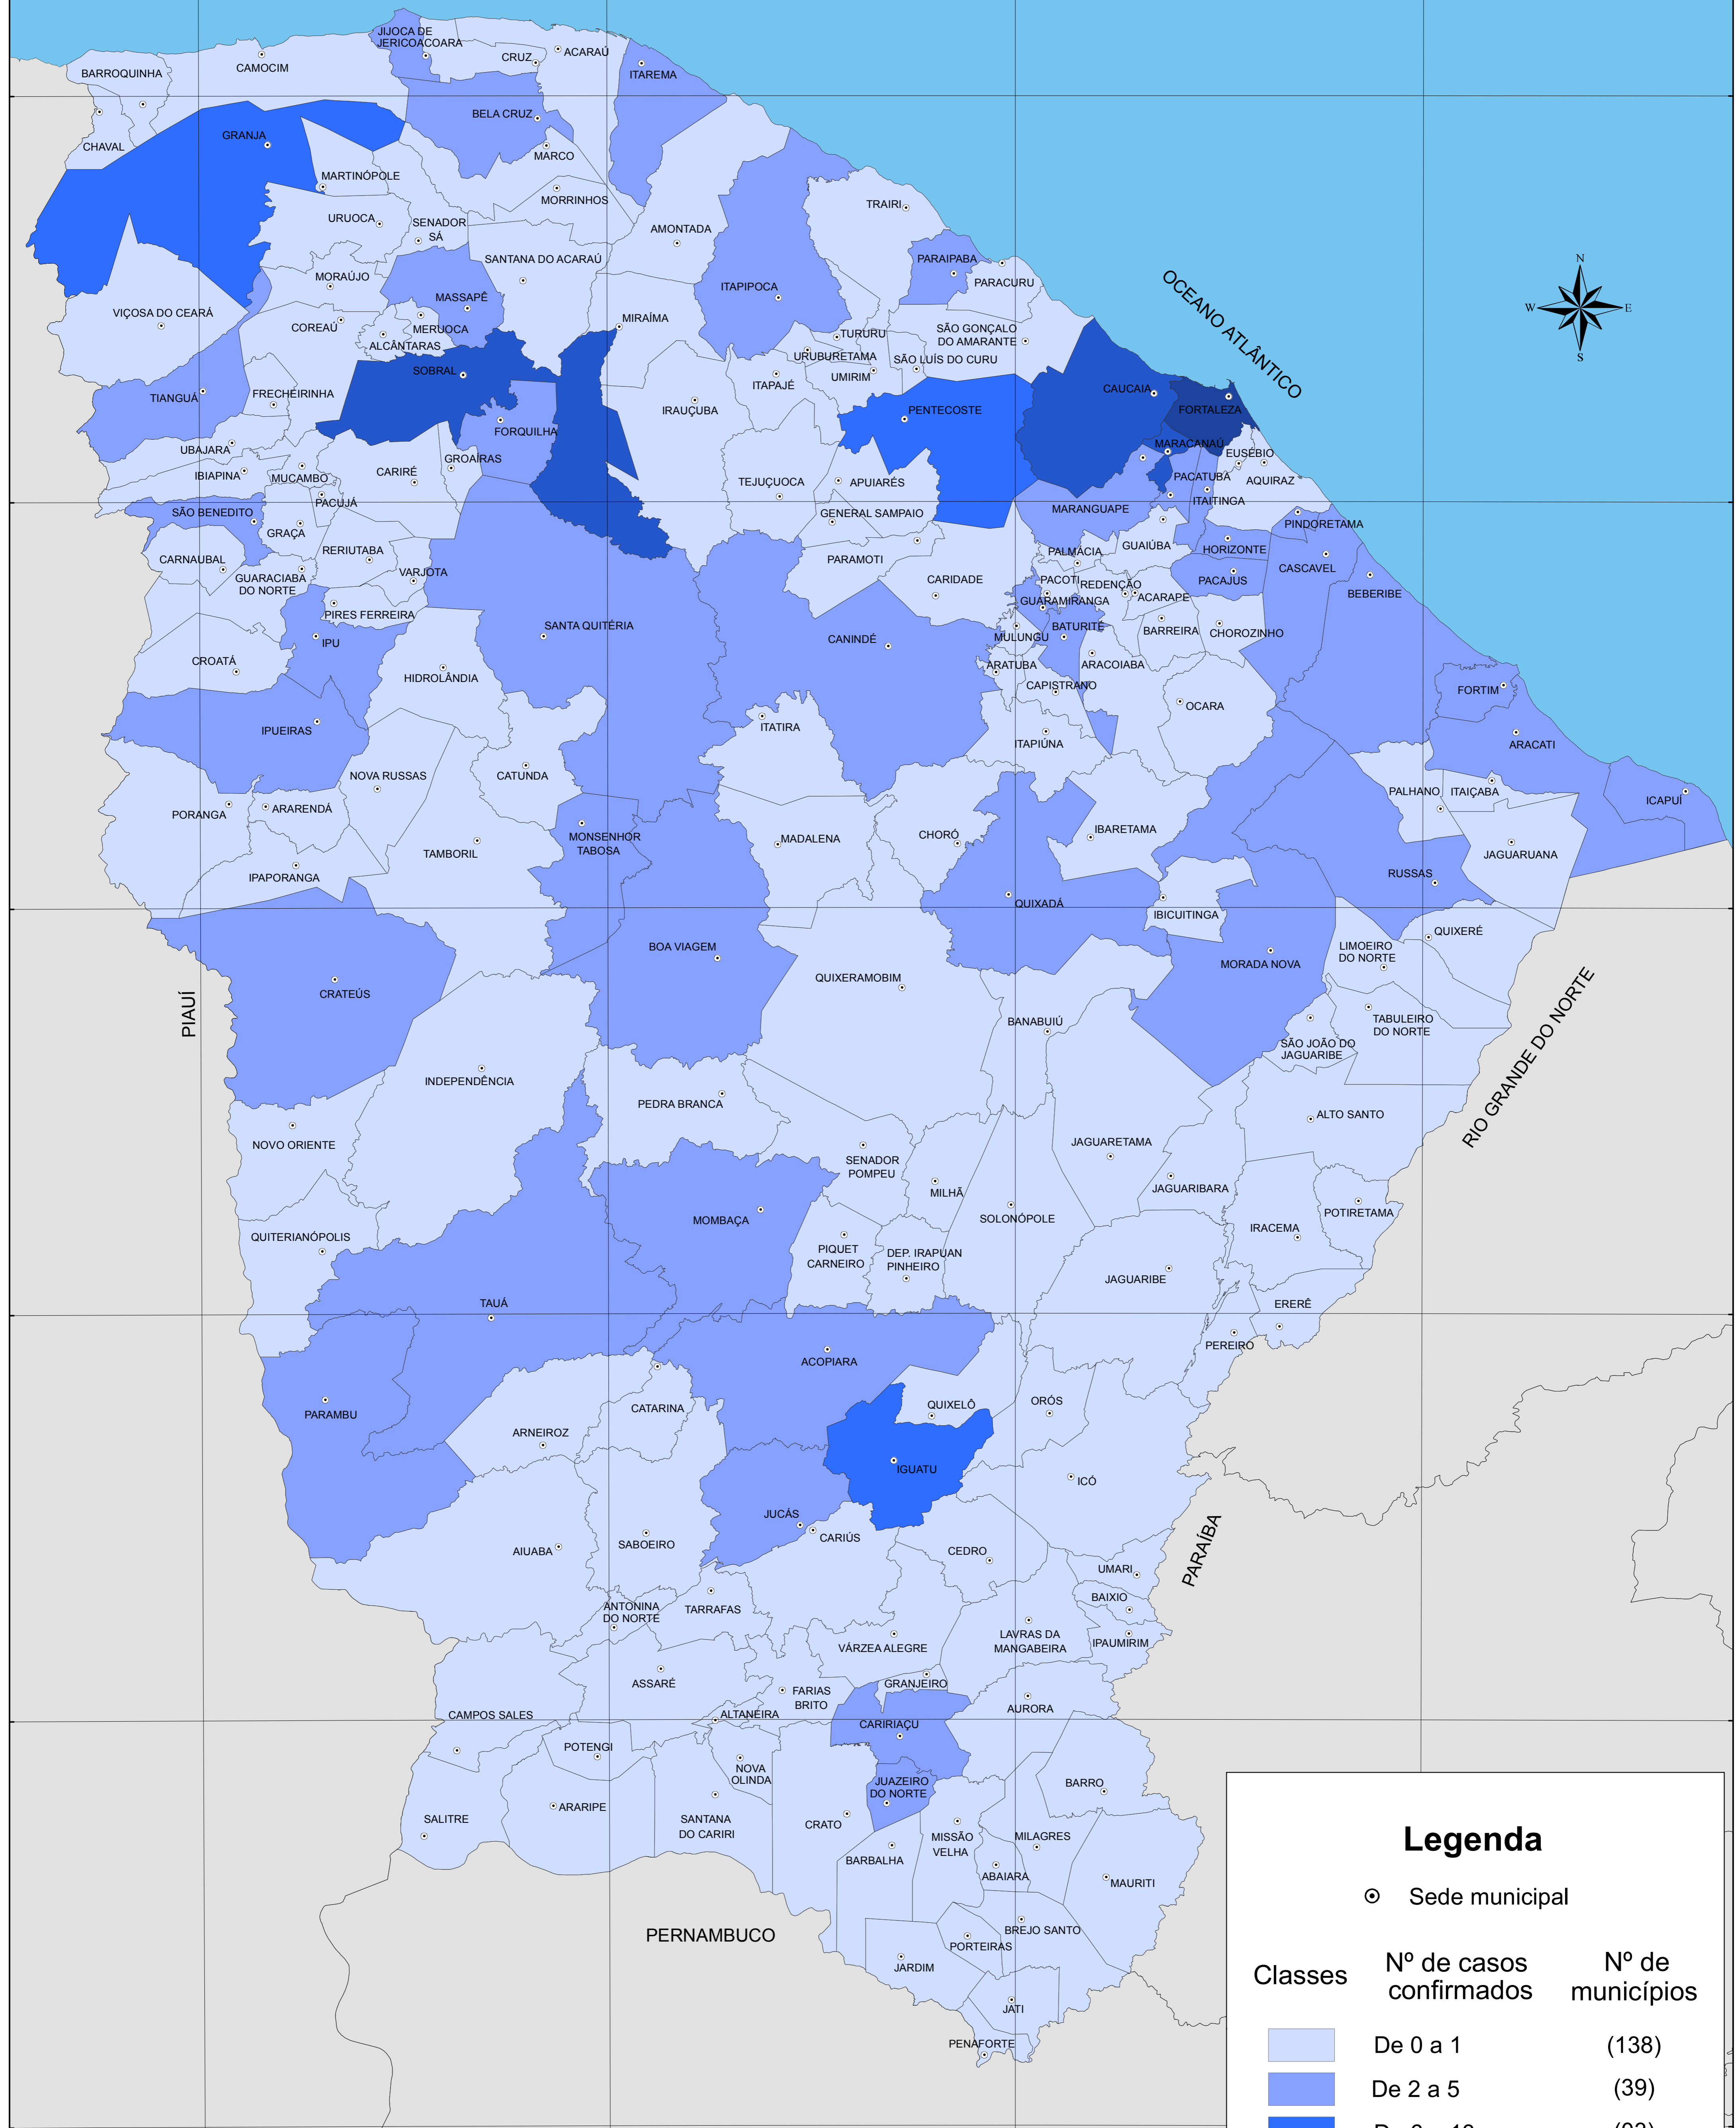 JIJOCA DE
JERICOACOARA
CRUZ
ACARAÚ
BARROQUINHA
CAMOCIM
ITAREMA
BELA CRUZ
GRANJA
CHAVAL
MARCO
MARTINÓPOLE
MORRINHOS
TRAIRI
URUOCA
SENADOR
SÁ
AMONTADA
SANTANA DO ACARAÚ
PARAIPABA
MORAÚJO
PARACURU
ITAPIPOCA
OCEANO ATLÂNTICO
N
W
E
S
MASSAPÊ
VIÇOSA DO CEARÁ
MIRAÍMA
COREAÚ
MERUOCA
TURURU
SÃO GONÇALO
DO AMARANTE
ALCÂNTARAS
URUBURETAMA
SÃO LUÍS DO CURU
SOBRAL
UMIRIM
ITAPAJÉ
CAUCAIA
TIANGUÁ
FRECHEIRINHA
IRAUÇUBA
PENTECOSTE
FORTALEZA
FORQUILHA
MARACANAÚ
UBAJARA
EUSÉBIO
GROAÍRAS
IBIAPINA
MUCAMBO
CARIRÉ
PACATUBA
AQUIRAZ
TEJUÇUOCA
APUIARÉS
PACUJÁ
ITAITINGA
SÃO BENEDITO
GENERAL SAMPAIO
MARANGUAPE
PINDORETAMA
GRAÇA
RERIUTABA
PALMÁCIA
GUAIÚBA
HORIZONTE
CARNAUBAL
PARAMOTI
VARJOTA
CASCAVEL
GUARACIABA
DO NORTE
CARIDADE
PACOTI
REDENÇÃO
PACAJUS
BEBERIBE
ACARAPE
GUARAMIRANGA
PIRES FERREIRA
SANTA QUITÉRIA
BATURITÉ
BARREIRA
CHOROZINHO
CANINDÉ
MULUNGU
IPU
CROATÁ
ARATUBA
ARACOIABA
HIDROLÂNDIA
CAPISTRANO
FORTIM
OCARA
ITATIRA
IPUEIRAS
ITAPIÚNA
ARACATI
NOVA RUSSAS
CATUNDA
PALHANO
ITAIÇABA
ICAPUÍ
PORANGA
ARARENDÁ
MONSENHOR
TABOSA
MADALENA
CHORÓ
IBARETAMA
TAMBORIL
JAGUARUANA
IPAPORANGA
RUSSAS
QUIXADÁ
IBICUITINGA
BOA VIAGEM
QUIXERÉ
LIMOEIRO
DO NORTE
MORADA NOVA
QUIXERAMOBIM
CRATEÚS
PIAUÍ
BANABUIÚ
TABULEIRO
DO NORTE
RIO GRANDE DO NORTE
SÃO JOÃO DO
JAGUARIBE
INDEPENDÊNCIA
PEDRA BRANCA
ALTO SANTO
NOVO ORIENTE
JAGUARETAMA
SENADOR
POMPEU
JAGUARIBARA
MILHÃ
POTIRETAMA
MOMBAÇA
SOLONÓPOLE
IRACEMA
QUITERIANÓPOLIS
PIQUET
CARNEIRO
DEP. IRAPUAN
PINHEIRO
JAGUARIBE
TAUÁ
ERERÊ
PEREIRO
ACOPIARA
PARAMBU
CATARINA
QUIXELÔ
ORÓS
ARNEIROZ
IGUATU
ICÓ
JUCÁS
CARIÚS
SABOEIRO
AIUABA
CEDRO
PARAÍBA
UMARI
BAIXIO
ANTONINA
DO NORTE
TARRAFAS
LAVRAS DA
MANGABEIRA
IPAUMIRIM
VÁRZEA ALEGRE
ASSARÉ
GRANJEIRO
FARIAS
BRITO
AURORA
CAMPOS SALES
ALTANEIRA
CARIRIAÇU
POTENGI
NOVA
OLINDA
JUAZEIRO
DO NORTE
BARRO
ARARIPE
SALITRE
SANTANA
DO CARIRI
CRATO
MISSÃO
VELHA
MILAGRES
BARBALHA
ABAIARA
MAURITI
PERNAMBUCO
BREJO SANTO
PORTEIRAS
JARDIM
JATI
PENAFORTE
Legenda
Sede municipal
Classes
Nº de casos
confirmados
Nº de
municípios
De 0 a 1
(138)
De 2 a 5
(39)